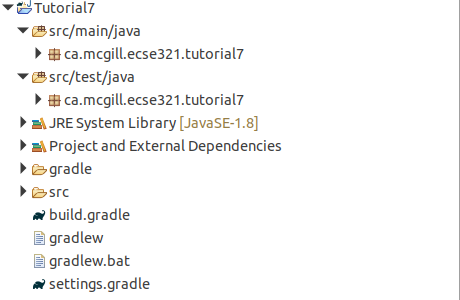 Tutorial7
src/main/java
ca.mcgill.ecse321.tutorial7
src/test/java
ca.mcgill.ecse321.tutorial7
JRE System Library [JavaSE-1.8]
Project and External Dependencies
gradle
src
build.gradle
gradlew
gradlew.bat
settings.gradle